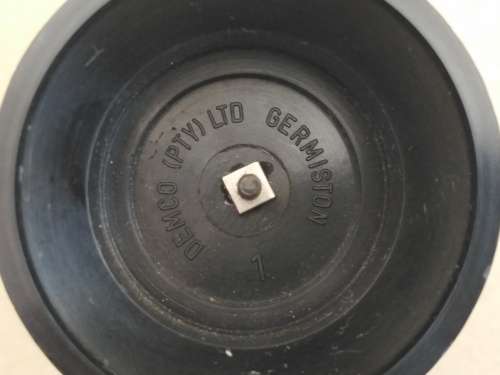 DEMCO (PTY) LTD GERMISTON
1